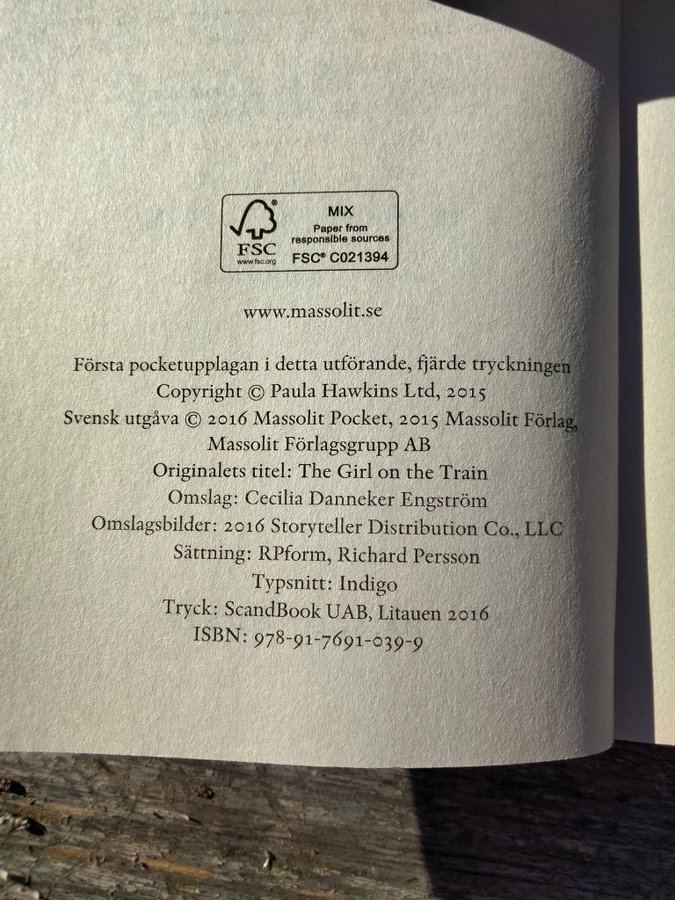 MIX
Paper from
responsible sources
FSC® C021394
FSC®
www.fsc.org
www.massolit.se
Första pocketupplagan i detta utförande, fjärde tryckningen
Copyright © Paula Hawkins Ltd, 2015
Svensk utgåva © 2016 Massolit Pocket, 2015 Massolit Förlag,
Massolit Förlagsgrupp AB
Originalets titel: The Girl on the Train
Omslag: Cecilia Danneker Engström
Omslagsbilder: 2016 Storyteller Distribution Co., LLC
Sättning: RPform, Richard Persson
Typsnitt: Indigo
Tryck: ScandBook UAB, Litauen 2016
ISBN: 978-91-7691-039-9